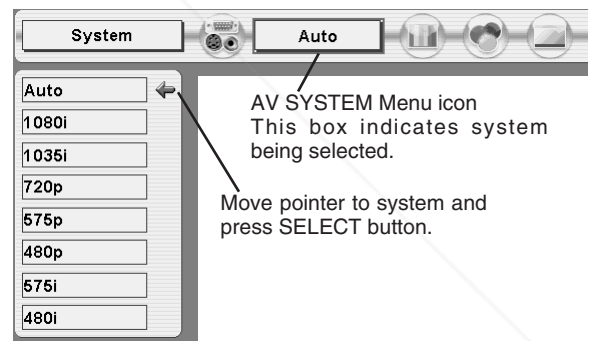 System
Auto
Auto
1080i
1035i
720p
575p
480p
575i
480i
AV SYSTEM Menu icon
This box indicates system
being selected.
Move pointer to system and
press SELECT button.